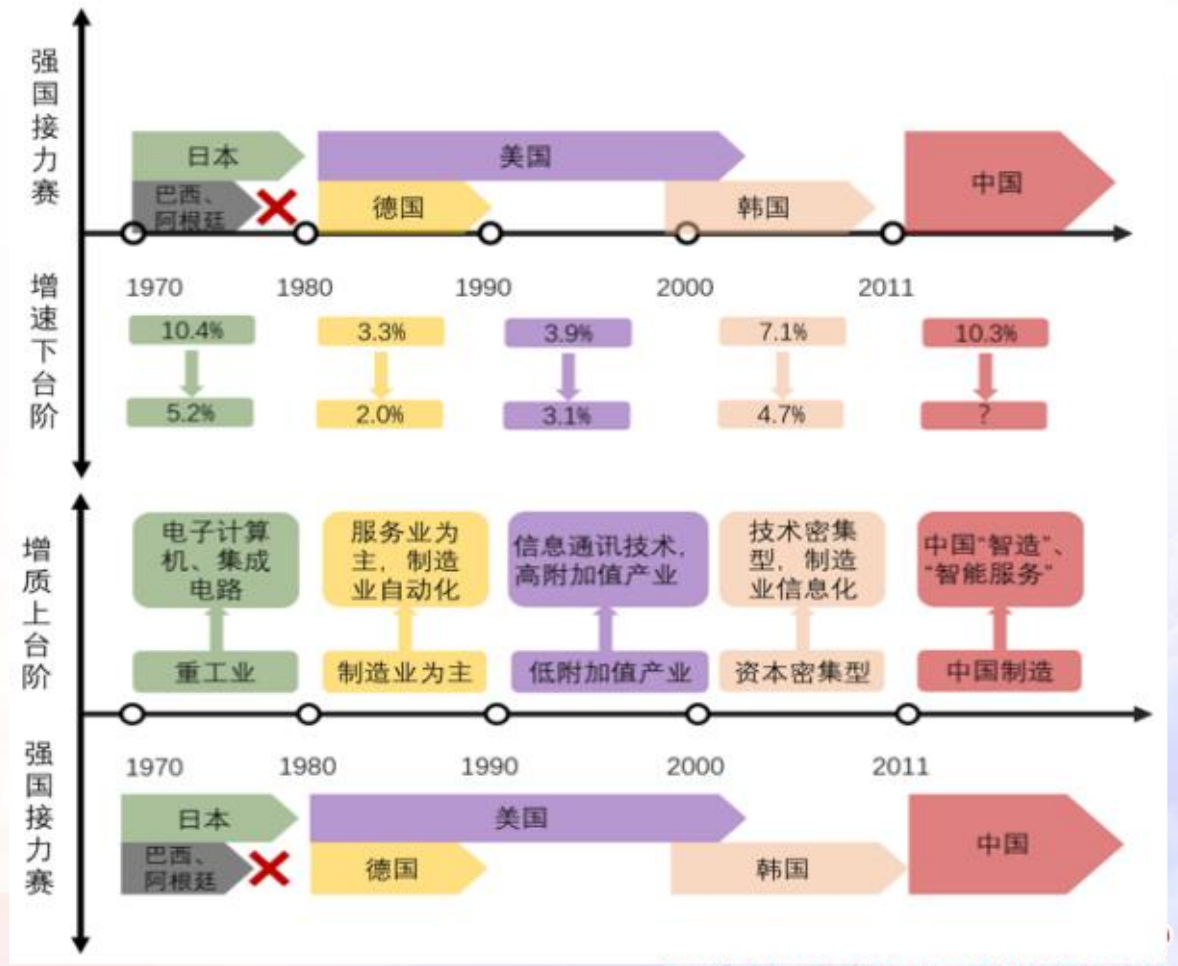 强国接力赛
日本
美国
中国
巴西、
阿根廷
德国
韩国
增速下台阶
1970
1980
1990
2000
2011
10.4%
3.3%
3.9%
7.1%
10.3%
5.2%
2.0%
3.1%
4.7%
?
增质上台阶
电子计算
机、集成
电路
服务业为
主，制造
业自动化
信息通讯技术，
高附加值产业
技术密集
型，制造
业信息化
中国“智造”、
“智能服务”
重工业
制造业为主
低附加值产业
资本密集型
中国制造
1970
1980
1990
2000
2011
强国接力赛
日本
美国
中国
巴西、
阿根廷
德国
韩国